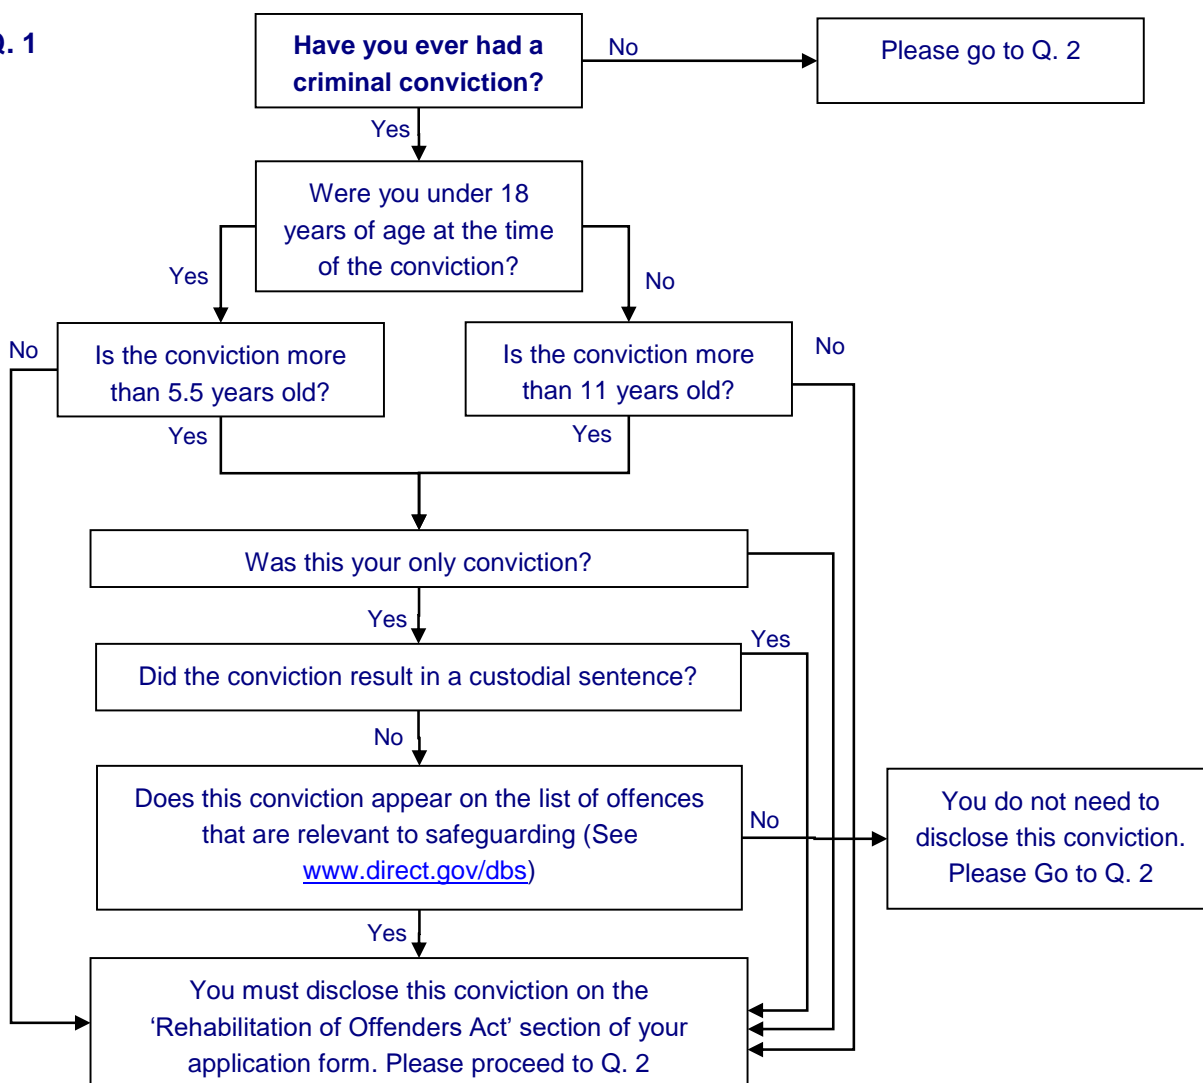 Q. 1
Have you ever had a
criminal conviction?
No
Please go to Q. 2
Yes
Were you under 18
years of age at the time
of the conviction?
Yes
No
No
Is the conviction more
than 5.5 years old?
Is the conviction more
than 11 years old?
No
Yes
Yes
Was this your only conviction?
Yes
Yes
Did the conviction result in a custodial sentence?
No
Does this conviction appear on the list of offences
that are relevant to safeguarding (See
www.direct.gov/dbs)
No
You do not need to
disclose this conviction.
Please Go to Q. 2
Yes
You must disclose this conviction on the
‘Rehabilitation of Offenders Act’ section of your
application form. Please proceed to Q. 2